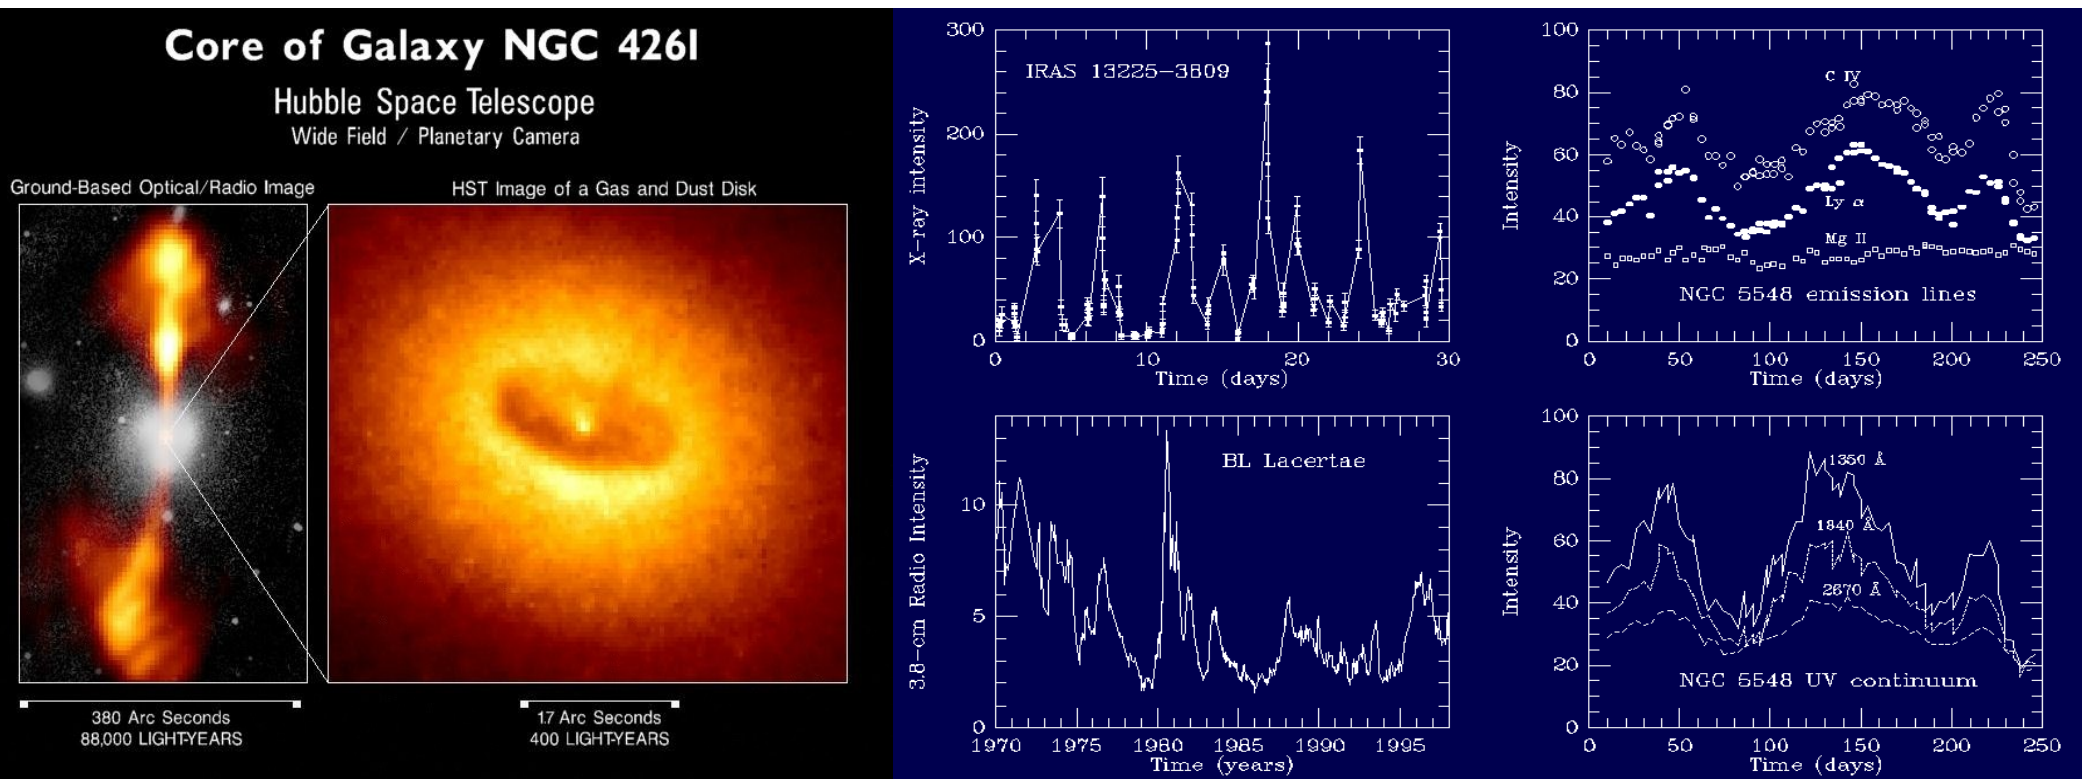 Core of Galaxy NGC 4261
Hubble Space Telescope
Wide Field / Planetary Camera
Ground-Based Optical/Radio Image
HST Image of a Gas and Dust Disk
380 Arc Seconds
88,000 LIGHT-YEARS
17 Arc Seconds
400 LIGHT-YEARS
300
200
100
0
X-ray intensity
IRAS 13225-3809
0 10 20 30
Time (days)
100
80
60
40
20
0
Intensity
C IV
Ly α
Mg II
NGC 5548 emission lines
0 50 100 150 200 250
Time (days)
10
5
0
3.8-cm Radio Intensity
BL Lacertae
1970 1975 1980 1985 1990 1995
Time (years)
100
80
60
40
20
0
Intensity
1350 Å
1840 Å
2670 Å
NGC 5548 UV continuum
0 50 100 150 200 250
Time (days)